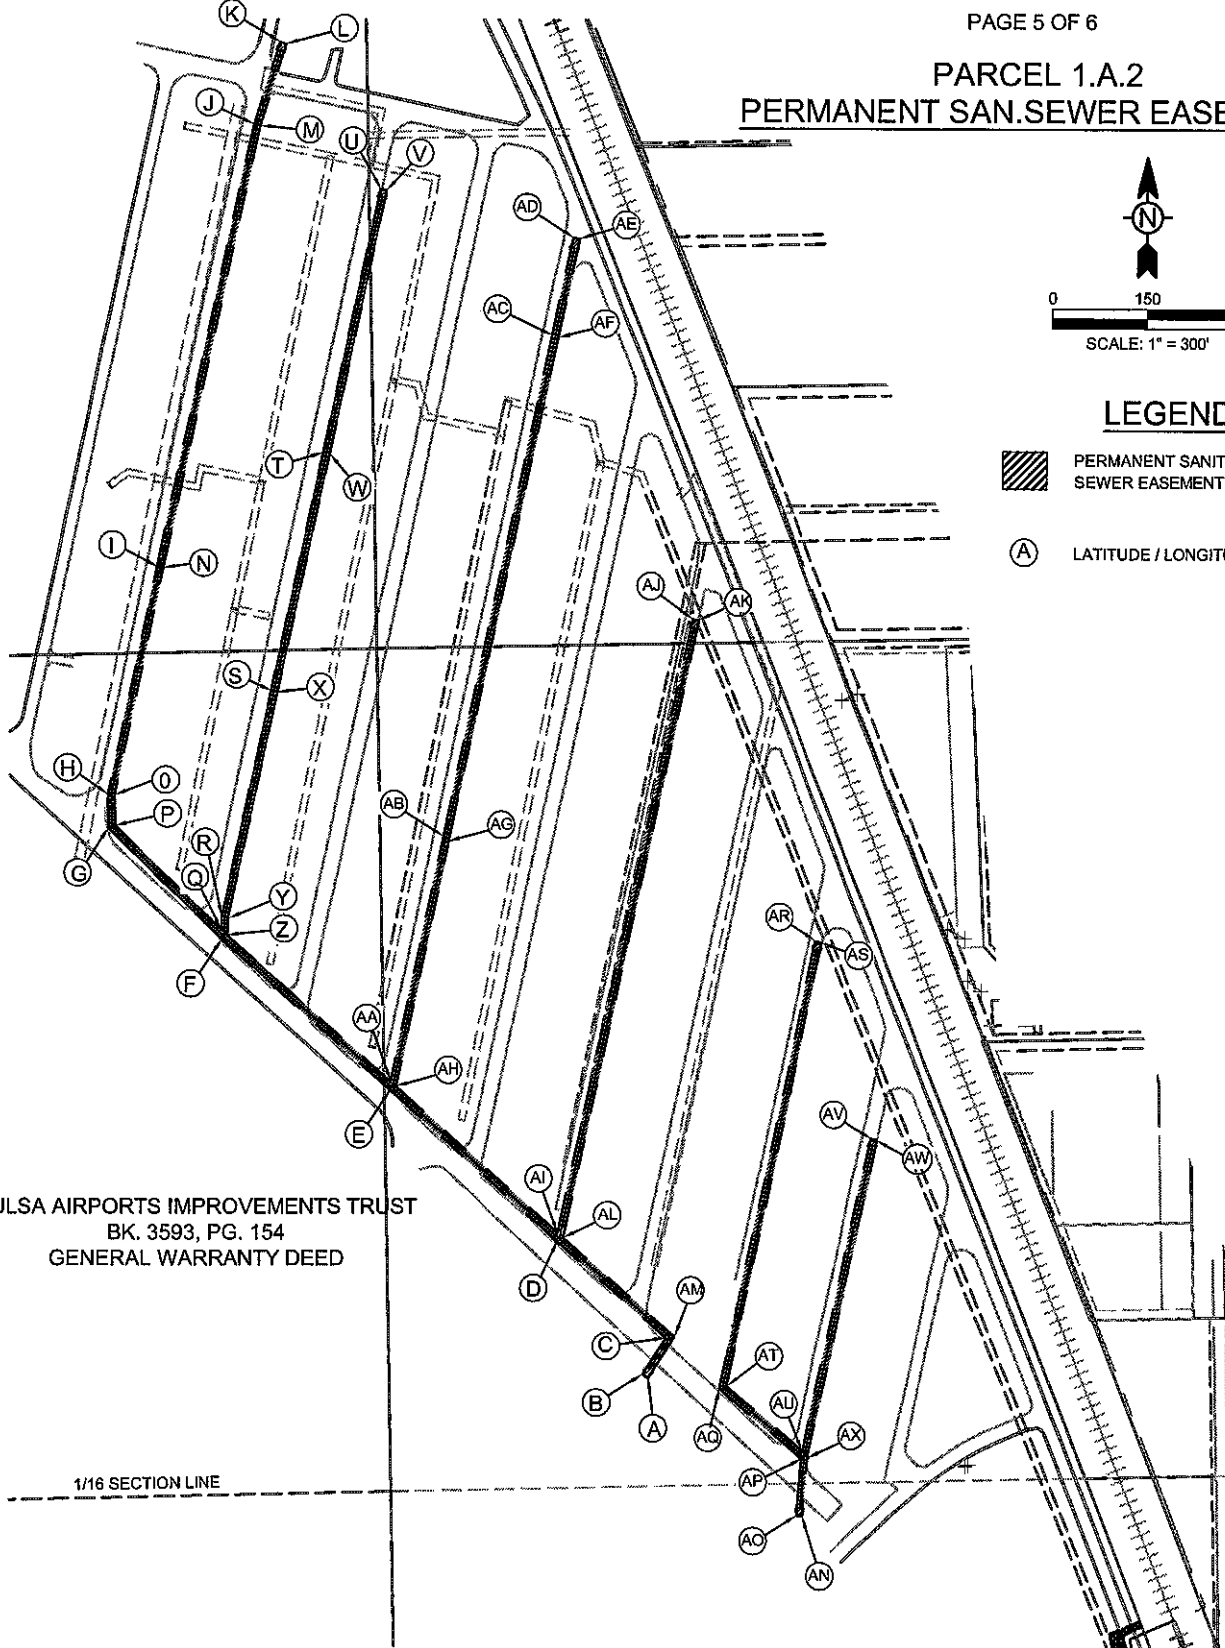 PAGE 5 OF 6
PARCEL 1.A.2
PERMANENT SAN.SEWER EASE
N
0 150
SCALE: 1" = 300'
LEGEND
PERMANENT SANIT
SEWER EASEMENT
A LATITUDE / LONGIT
K L
J M
U V
AD AE
AC AF
T W
I N
AJ AK
S X
H 0
P
AB AG
G R
Q Y
Z
F
AR AS
AA AH
E
AV AW
AI AL
D
AM
C
B A
AT
AU
AQ AX
AP
AO
AN
ULSA AIRPORTS IMPROVEMENTS TRUST
BK. 3593, PG. 154
GENERAL WARRANTY DEED
1/16 SECTION LINE